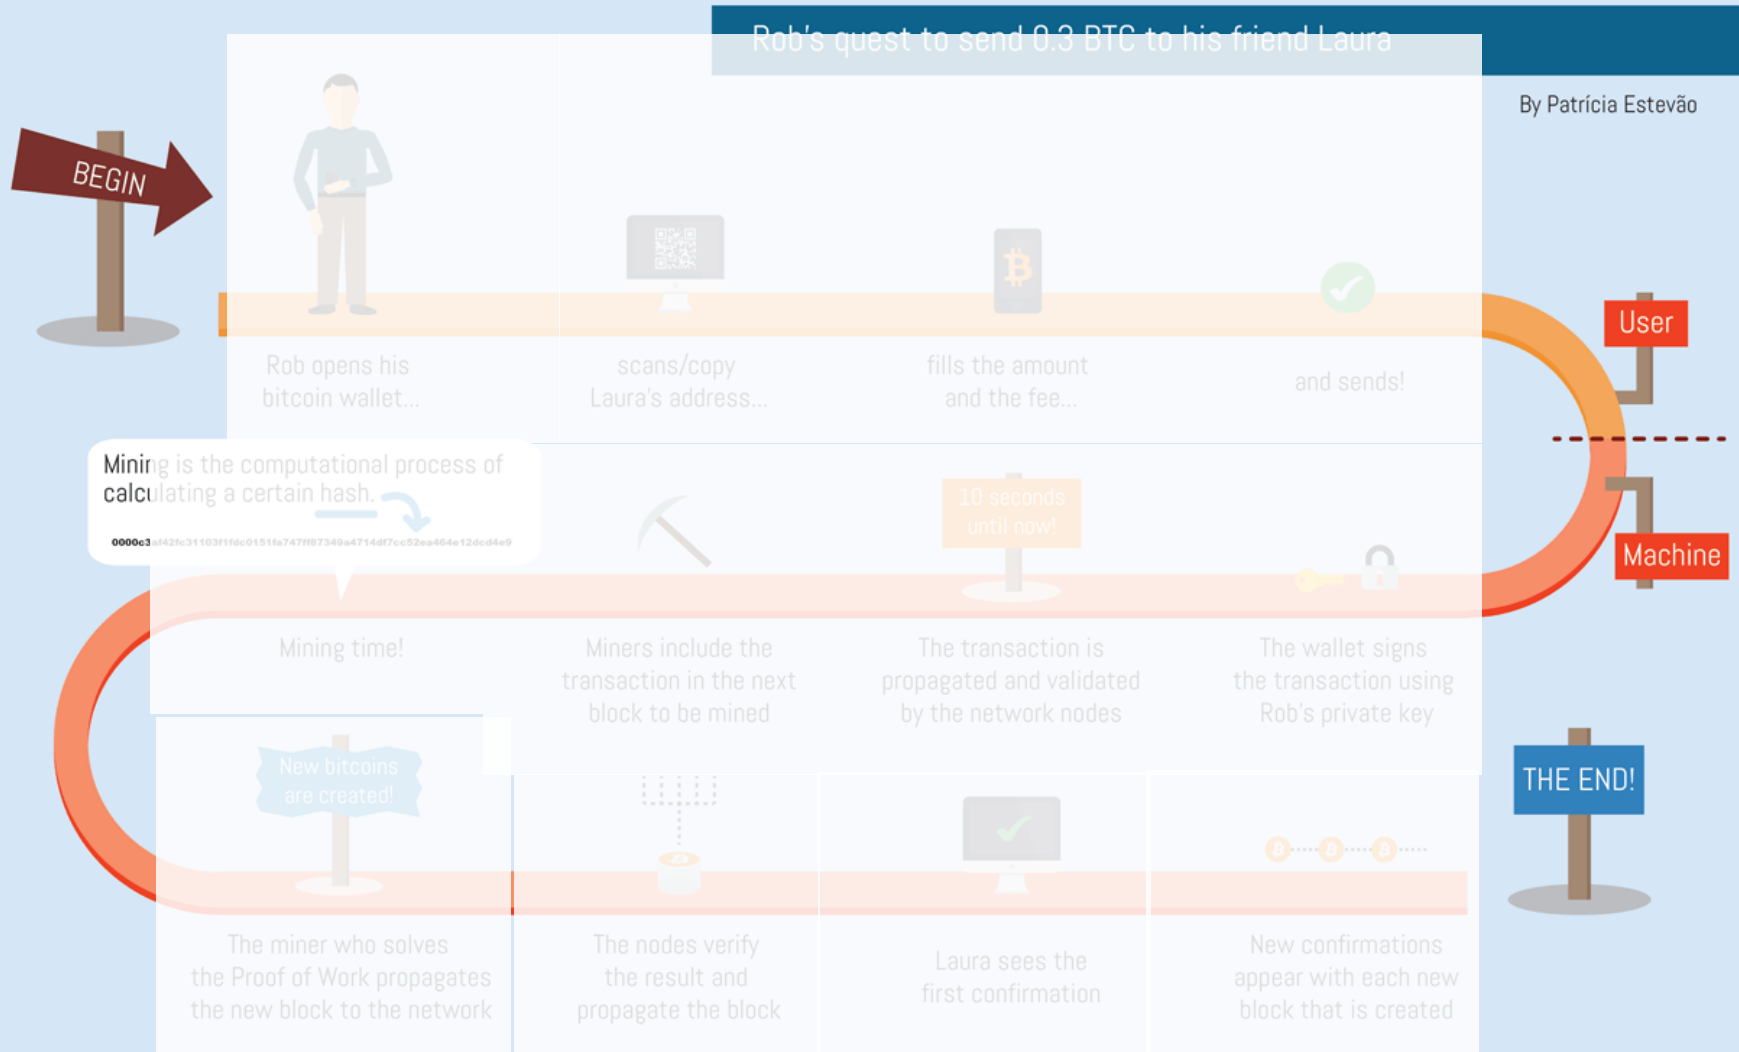 Rob's quest to send 0.3 BTC to his friend Laura
By Patrícia Estevão
BEGIN
User
Rob opens his
bitcoin wallet...
scans/copy
Laura's address...
fills the amount
and the fee...
and sends!
Mining is the computational process of
calculating a certain hash.
0000c3af42fc31103f1fdc0151fa747ff87349a4714df7cc52ea464e12dcd4e9
10 seconds
until now!
Machine
Mining time!
Miners include the
transaction in the next
block to be mined
The transaction is
propagated and validated
by the network nodes
The wallet signs
the transaction using
Rob's private key
New bitcoins
are created!
THE END!
The miner who solves
the Proof of Work propagates
the new block to the network
The nodes verify
the result and
propagate the block
Laura sees the
first confirmation
New confirmations
appear with each new
block that is created